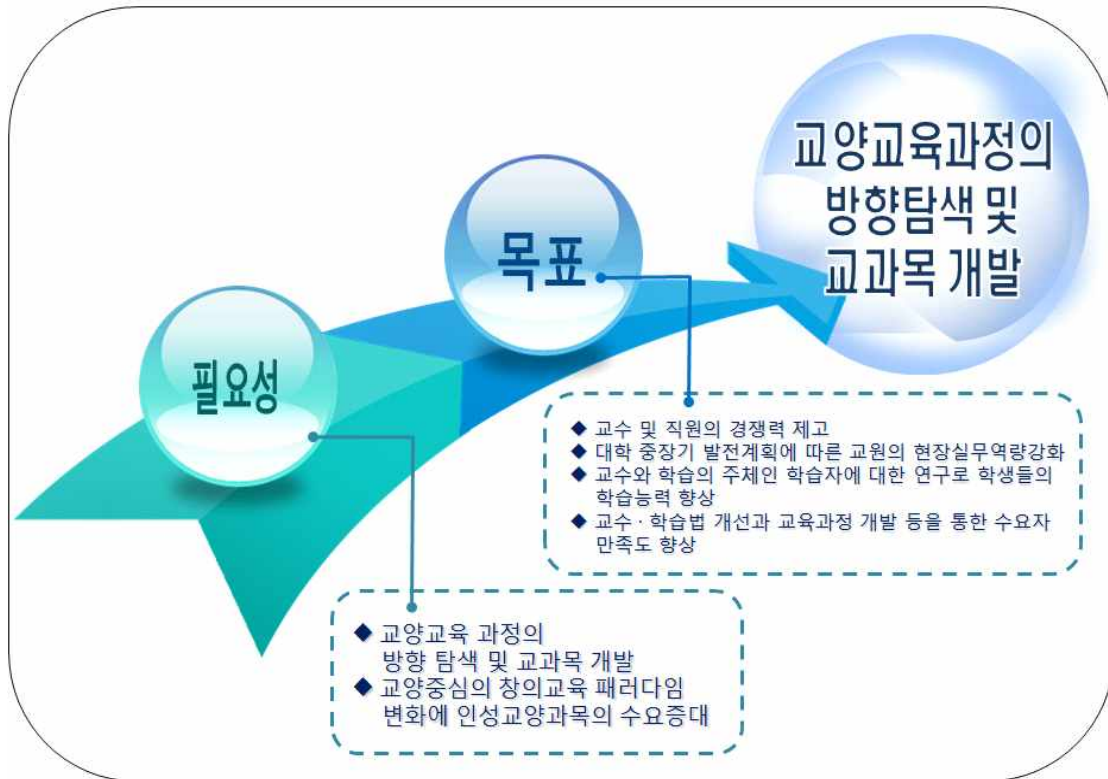 교양교육과정의
방향탐색 및
교과목 개발
목표
필요성
◆ 교수 및 직원의 경쟁력 제고
◆ 대학 중장기 발전계획에 따른 교원의 현장실무역량강화
◆ 교수와 학습의 주체인 학습자에 대한 연구로 학생들의
학습능력 향상
◆ 교수·학습법 개선과 교육과정 개발 등을 통한 수요자
만족도 향상
◆ 교양교육 과정의
방향 탐색 및 교과목 개발
◆ 교양중심의 창의교육 패러다임
변화에 인성교양과목의 수요증대